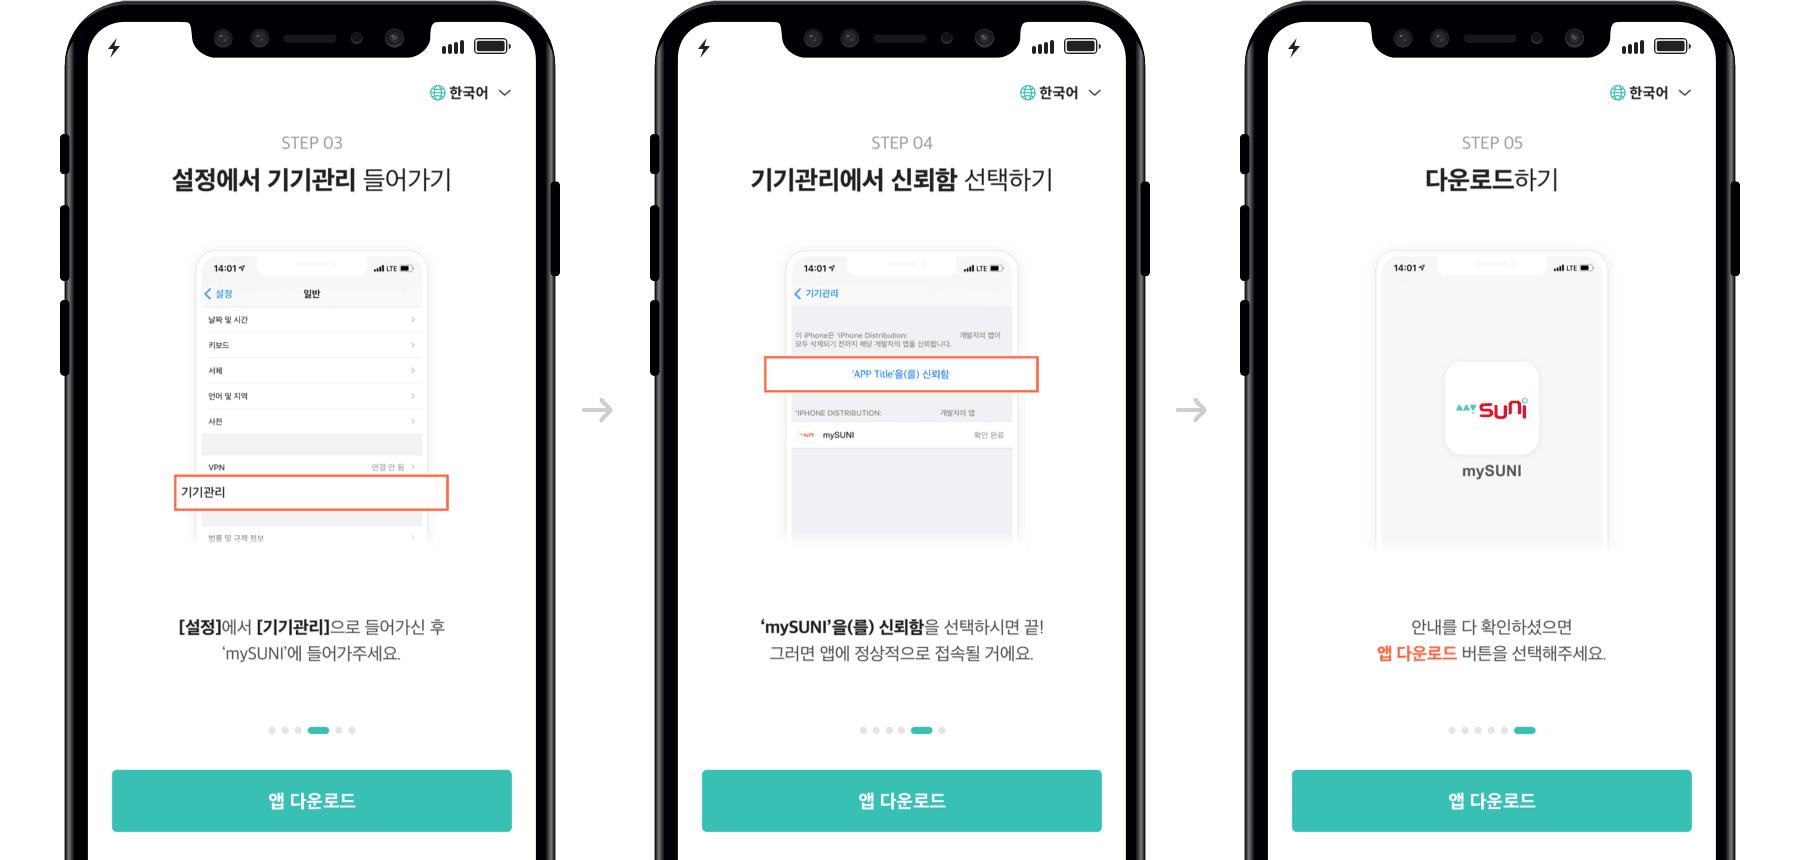 한국어
STEP 03
설정에서 기기관리 들어가기
14:01 LTE
설정 일반
날짜 및 시간
키보드
서체
언어 및 지역
사전
VPN 연결 안 됨
기기관리
법률 및 규제 정보
[설정]에서 [기기관리]으로 들어가신 후
‘mySUNI’에 들어가주세요.
앱 다운로드
한국어
STEP 04
기기관리에서 신뢰함 선택하기
14:01 LTE
기기관리
이 iPhone은 'iPhone Distribution: 개발자의 앱이
모두 삭제되기 전까지 해당 개발자의 앱을 신뢰합니다.
'APP Title'을(를) 신뢰함
'IPHONE DISTRIBUTION: 개발자의 앱
mySUNI mySUNI 확인 완료
‘mySUNI’을(를) 신뢰함을 선택하시면 끝!
그러면 앱에 정상적으로 접속될 거에요.
앱 다운로드
한국어
STEP 05
다운로드하기
14:01 LTE
mySUNI
mySUNI
안내를 다 확인하셨으면
앱 다운로드 버튼을 선택해주세요.
앱 다운로드